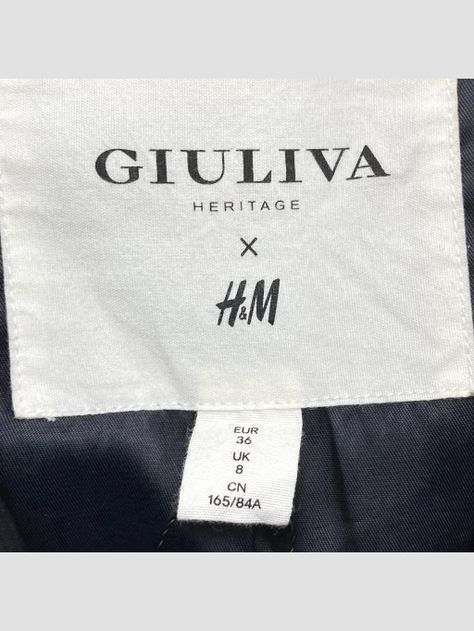 GIULIVA
HERITAGE
X
H&M
EUR
36
UK
8
CN
165/84A